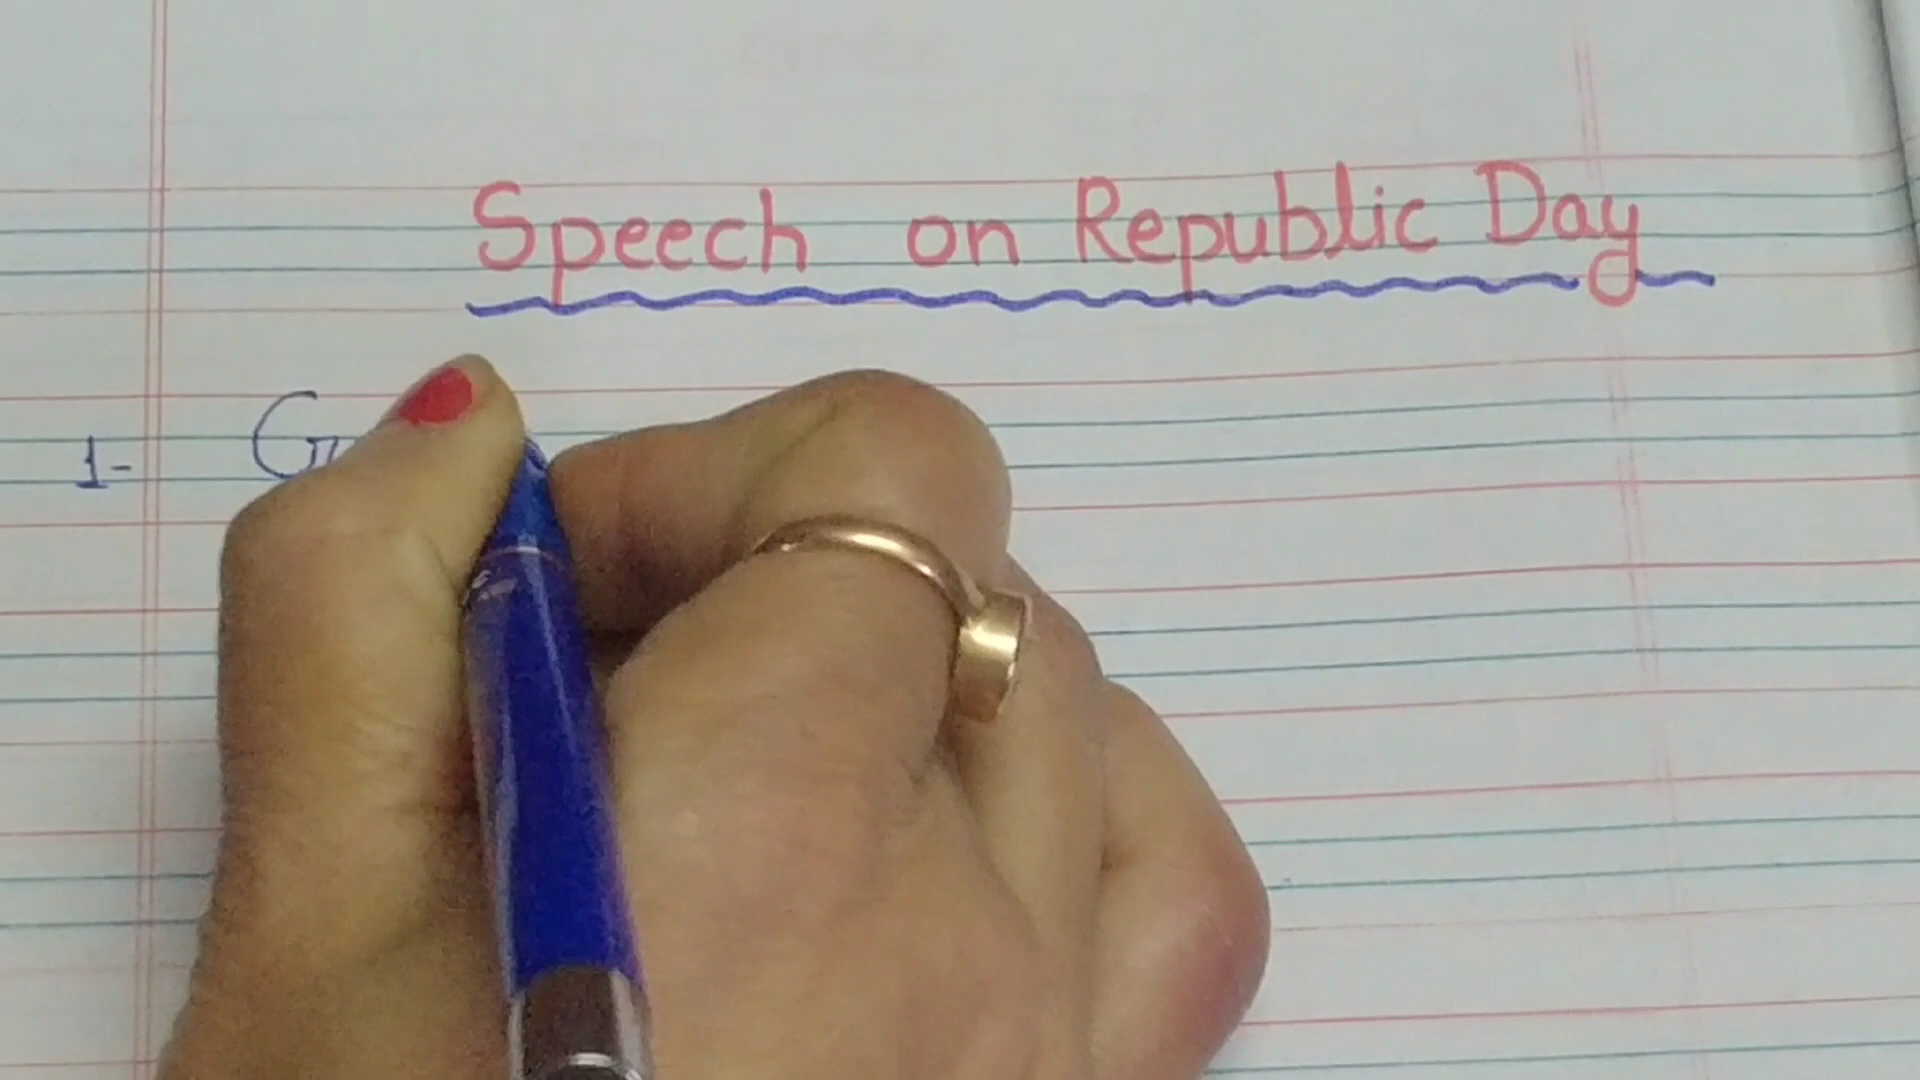 Speech on Republic Day
1- G